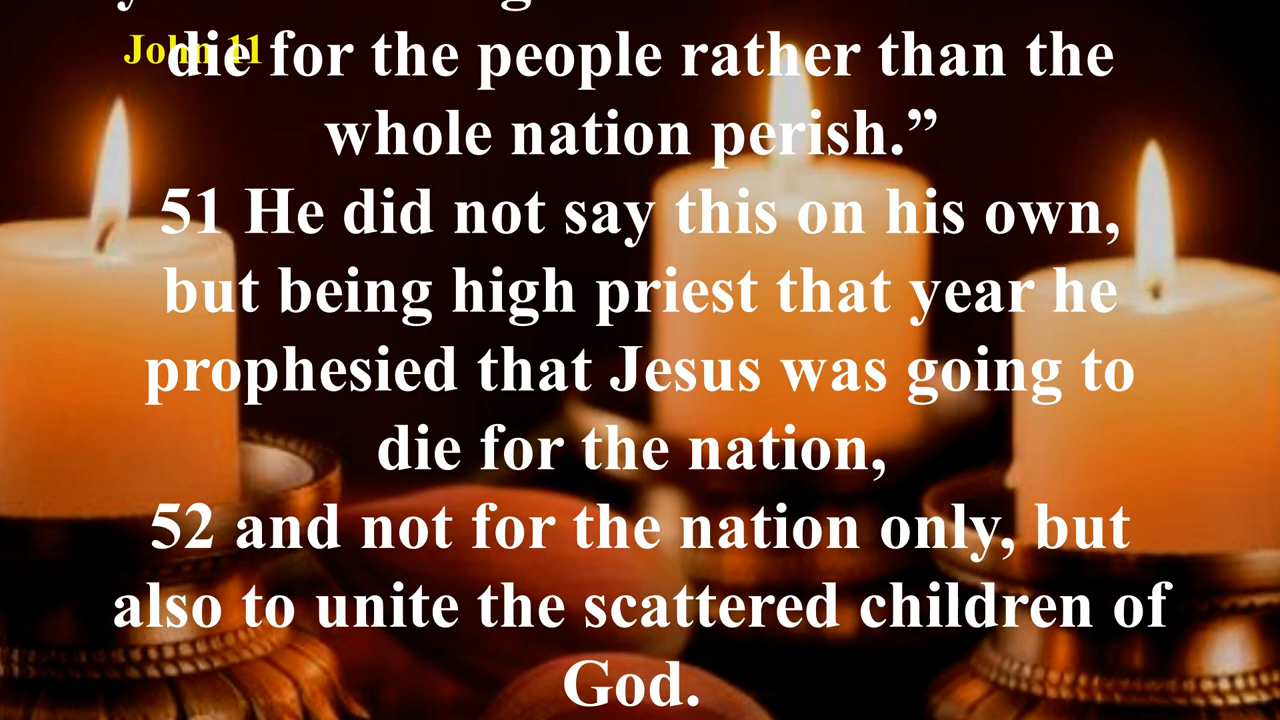 John 11
die for the people rather than the
whole nation perish.”
51 He did not say this on his own,
but being high priest that year he
prophesied that Jesus was going to
die for the nation,
52 and not for the nation only, but
also to unite the scattered children of
God.